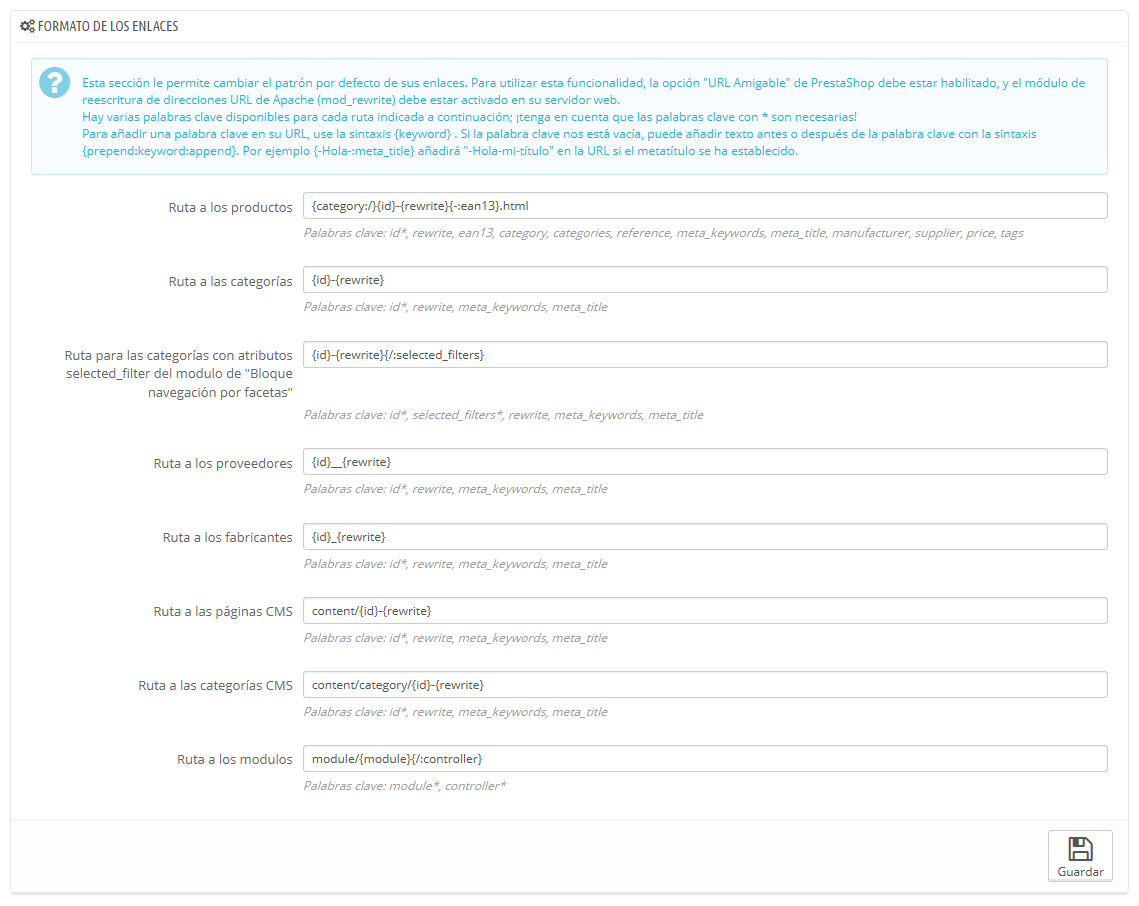 FORMATO DE LOS ENLACES
Esta sección le permite cambiar el patrón por defecto de sus enlaces. Para utilizar esta funcionalidad, la opción "URL Amigable" de PrestaShop debe estar habilitado, y el módulo de
reescritura de direcciones URL de Apache (mod_rewrite) debe estar activado en su servidor web.
Hay varias palabras clave disponibles para cada ruta indicada a continuación; ¡tenga en cuenta que las palabras clave con * son necesarias!
Para añadir una palabra clave en su URL, use la sintaxis {keyword} . Si la palabra clave nos está vacía, puede añadir texto antes o después de la palabra clave con la sintaxis
{prepend:keyword:append}. Por ejemplo {-Hola-:meta_title} añadirá "-Hola-mi-título" en la URL si el metatítulo se ha establecido.
Ruta a los productos
{category:/}{id}-{rewrite}{-:ean13}.html
Palabras clave: id*, rewrite, ean13, category, categories, reference, meta_keywords, meta_title, manufacturer, supplier, price, tags
Ruta a las categorías
{id}-{rewrite}
Palabras clave: id*, rewrite, meta_keywords, meta_title
Ruta para las categorías con atributos
selected_filter del modulo de "Bloque
navegación por facetas"
{id}-{rewrite}{/:selected_filters}
Palabras clave: id*, selected_filters*, rewrite, meta_keywords, meta_title
Ruta a los proveedores
{id}__{rewrite}
Palabras clave: id*, rewrite, meta_keywords, meta_title
Ruta a los fabricantes
{id}_{rewrite}
Palabras clave: id*, rewrite, meta_keywords, meta_title
Ruta a las páginas CMS
content/{id}-{rewrite}
Palabras clave: id*, rewrite, meta_keywords, meta_title
Ruta a las categorías CMS
content/category/{id}-{rewrite}
Palabras clave: id*, rewrite, meta_keywords, meta_title
Ruta a los modulos
module/{module}{/:controller}
Palabras clave: module*, controller*
Guardar